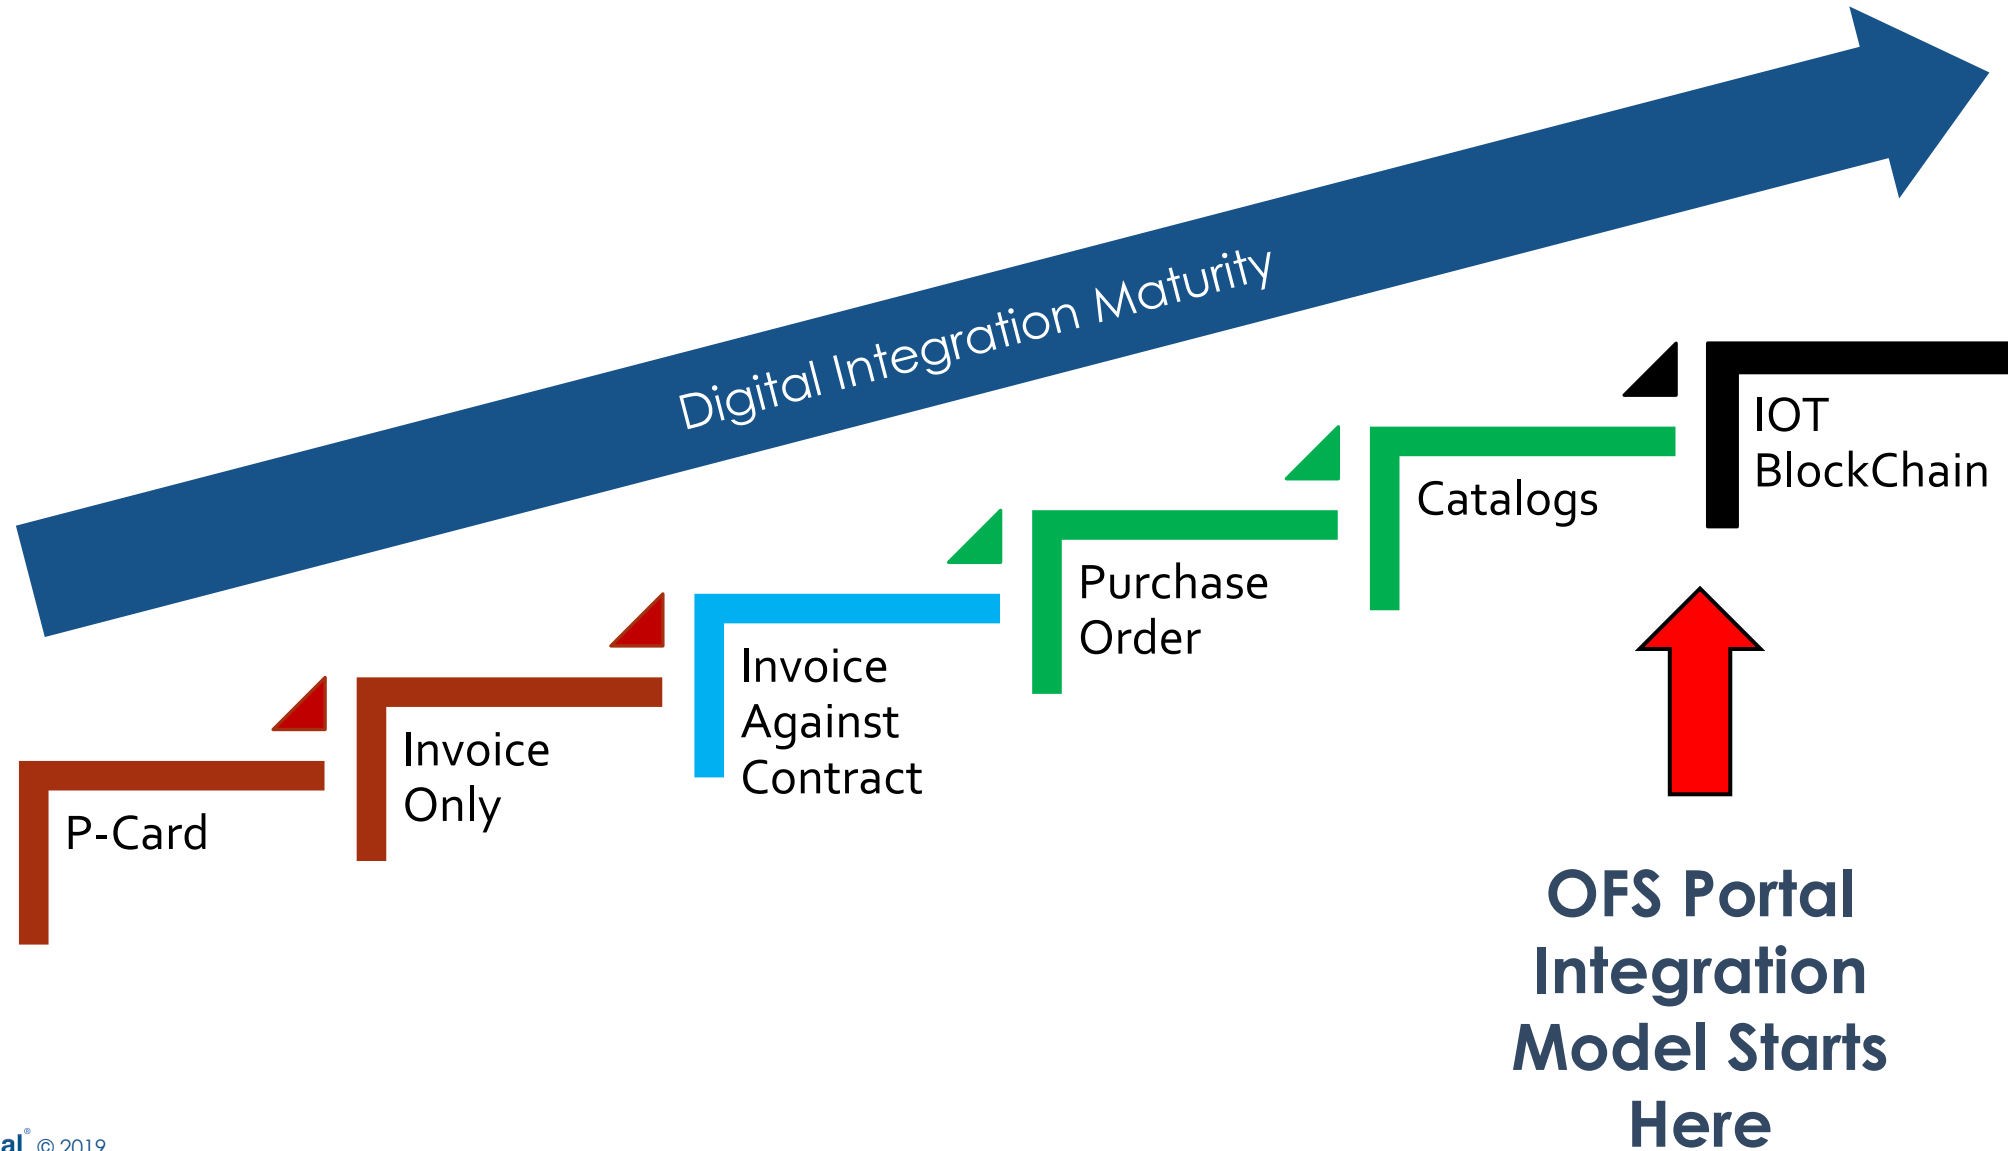 Digital Integration Maturity
IOT
BlockChain
Catalogs
Purchase
Order
Invoice
Against
Contract
Invoice
Only
P-Card
OFS Portal
Integration
Model Starts
Here
al® © 2019